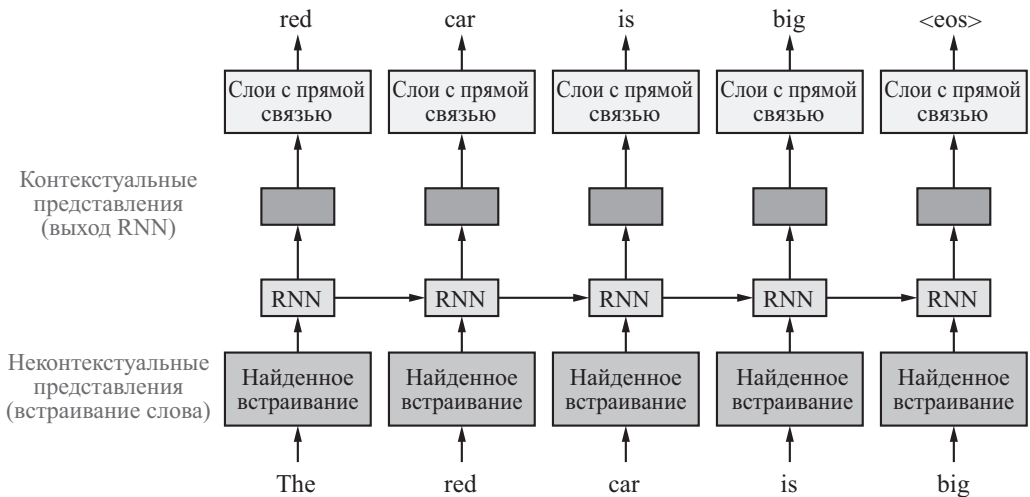 red car is big <eos>
Слои с прямой связью
Слои с прямой связью
Слои с прямой связью
Слои с прямой связью
Слои с прямой связью
Контекстуальные
представления
(выход RNN)
RNN RNN RNN RNN RNN
Неконтекстуальные
представления
(встраивание слова)
Найденное встраивание
Найденное встраивание
Найденное встраивание
Найденное встраивание
Найденное встраивание
The red car is big